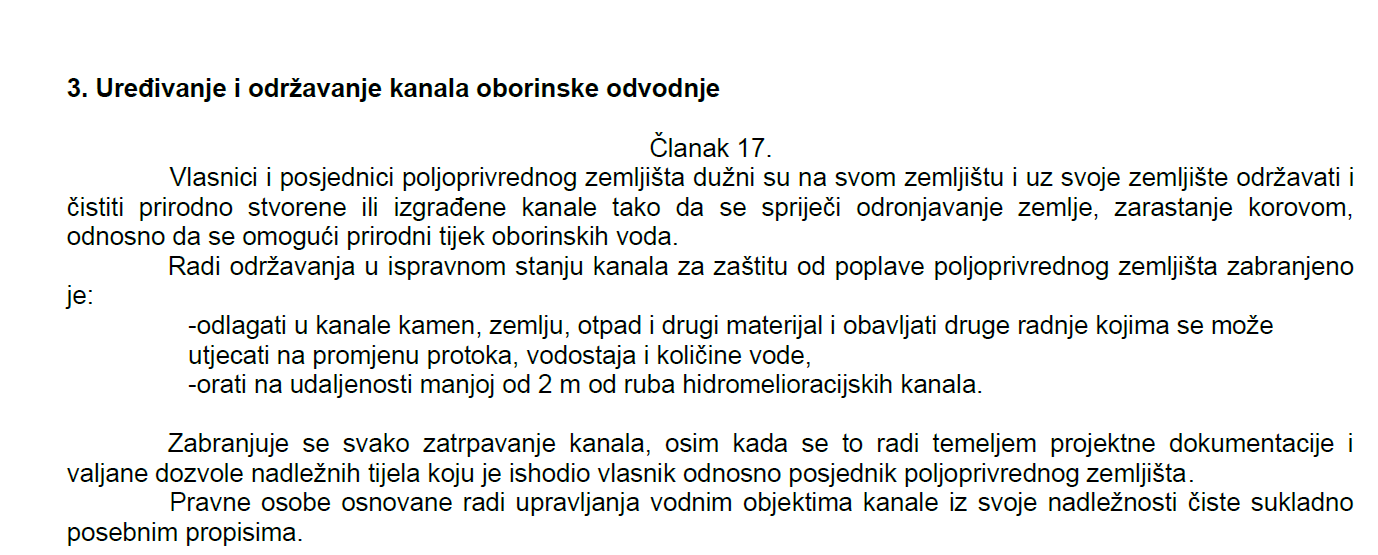 3. Uređivanje i održavanje kanala oborinske odvodnje
Članak 17.
Vlasnici i posjednici poljoprivrednog zemljišta dužni su na svom zemljištu i uz svoje zemljište održavati i
čistiti prirodno stvorene ili izgrađene kanale tako da se spriječi odronjavanje zemlje, zarastanje korovom,
odnosno da se omogući prirodni tijek oborinskih voda.
Radi održavanja u ispravnom stanju kanala za zaštitu od poplave poljoprivrednog zemljišta zabranjeno
je:
-odlagati u kanale kamen, zemlju, otpad i drugi materijal i obavljati druge radnje kojima se može
utjecati na promjenu protoka, vodostaja i količine vode,
-orati na udaljenosti manjoj od 2 m od ruba hidromelioracijskih kanala.
Zabranjuje se svako zatrpavanje kanala, osim kada se to radi temeljem projektne dokumentacije i
valjane dozvole nadležnih tijela koju je ishodio vlasnik odnosno posjednik poljoprivrednog zemljišta.
Pravne osobe osnovane radi upravljanja vodnim objektima kanale iz svoje nadležnosti čiste sukladno
posebnim propisima.